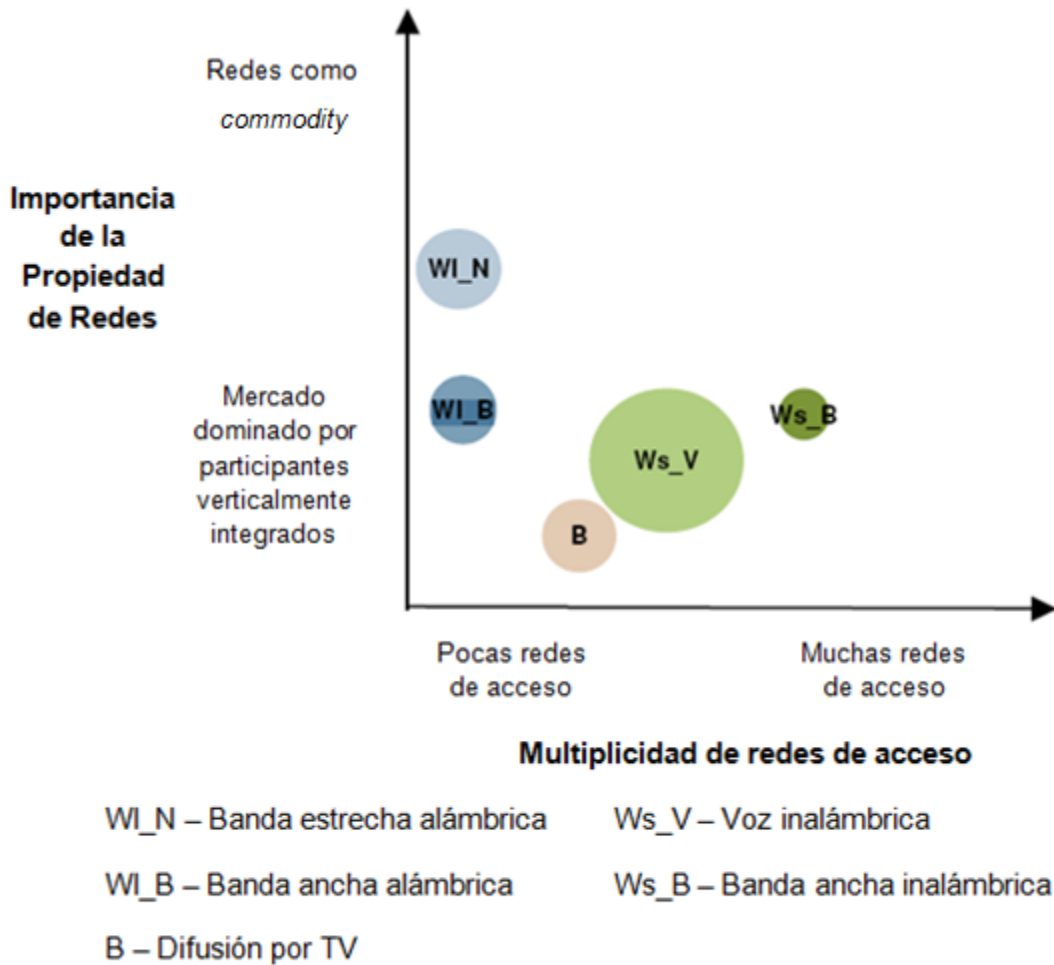 Redes como
commodity
Importancia
de la
Propiedad
de Redes
WI_N
Mercado
dominado por
participantes
verticalmente
integrados
WI_B
Ws_B
Ws_V
B
Pocas redes
de acceso
Muchas redes
de acceso
Multiplicidad de redes de acceso
WI_N – Banda estrecha alámbrica
Ws_V – Voz inalámbrica
WI_B – Banda ancha alámbrica
Ws_B – Banda ancha inalámbrica
B – Difusión por TV